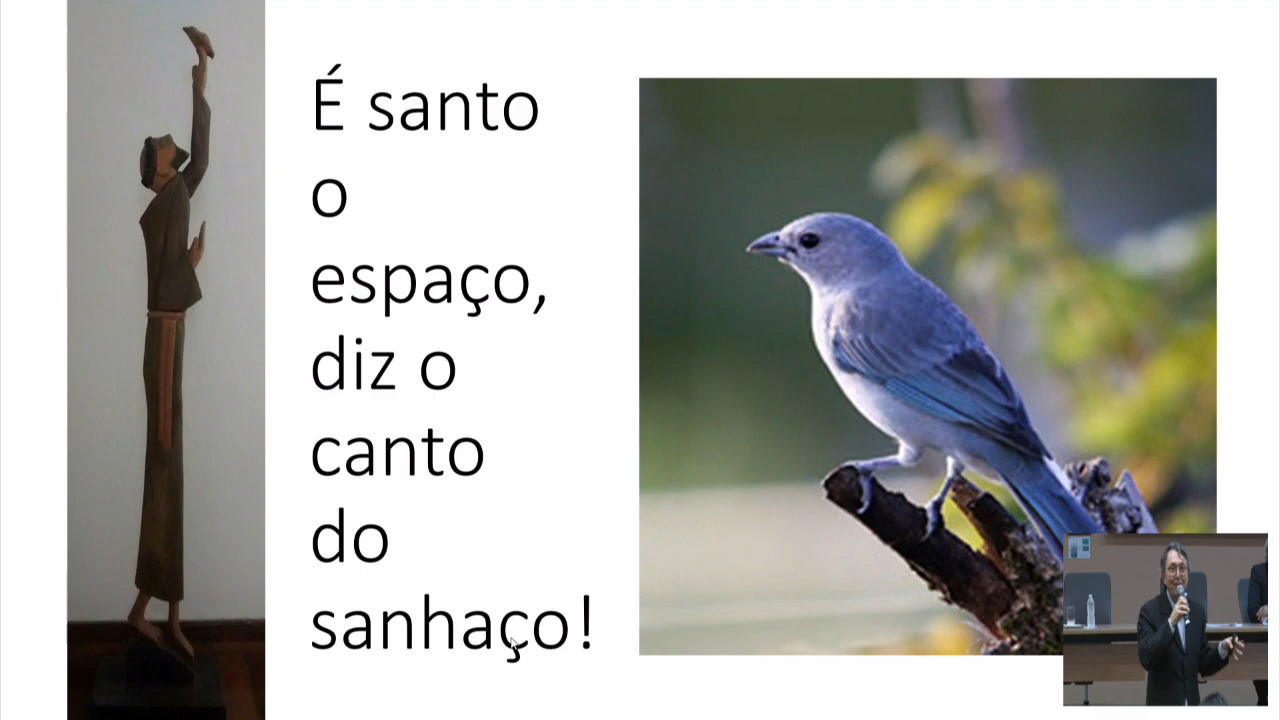 É santo
o
espaço,
diz o
canto
do
sanhaço!